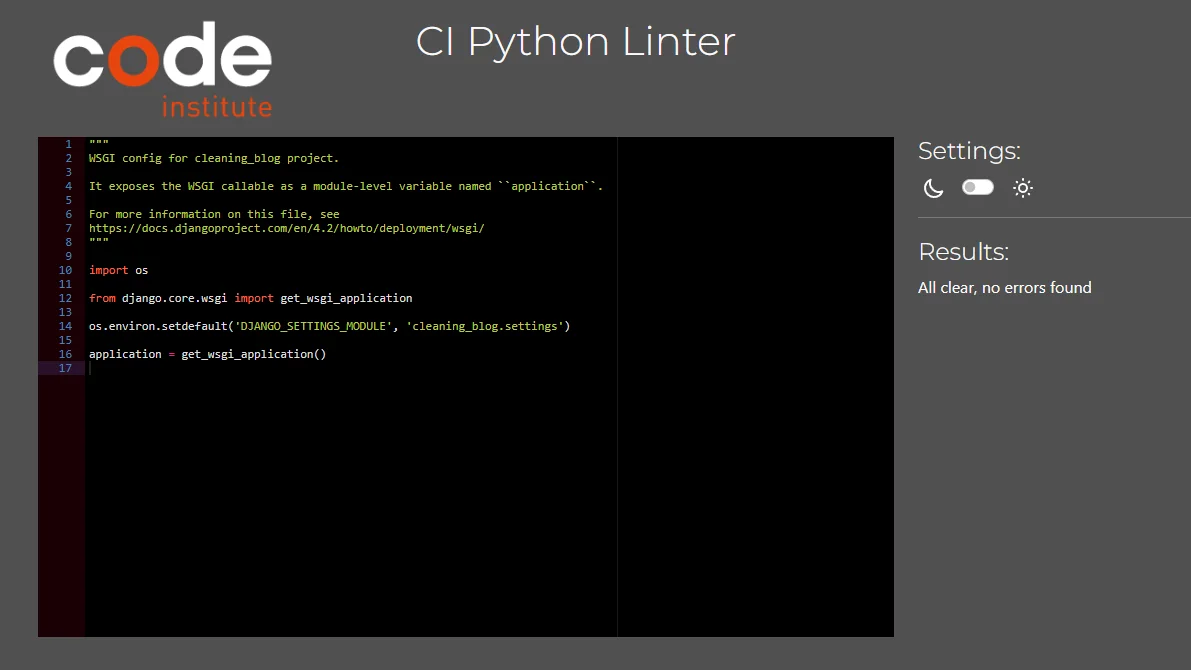 code
institute
CI Python Linter
1 """
2 WSGI config for cleaning_blog project.
3
4 It exposes the WSGI callable as a module-level variable named ``application``.
5
6 For more information on this file, see
7 https://docs.djangoproject.com/en/4.2/howto/deployment/wsgi/
8 """
9
10 import os
11
12 from django.core.wsgi import get_wsgi_application
13
14 os.environ.setdefault('DJANGO_SETTINGS_MODULE', 'cleaning_blog.settings')
15
16 application = get_wsgi_application()
17
Settings:
Results:
All clear, no errors found